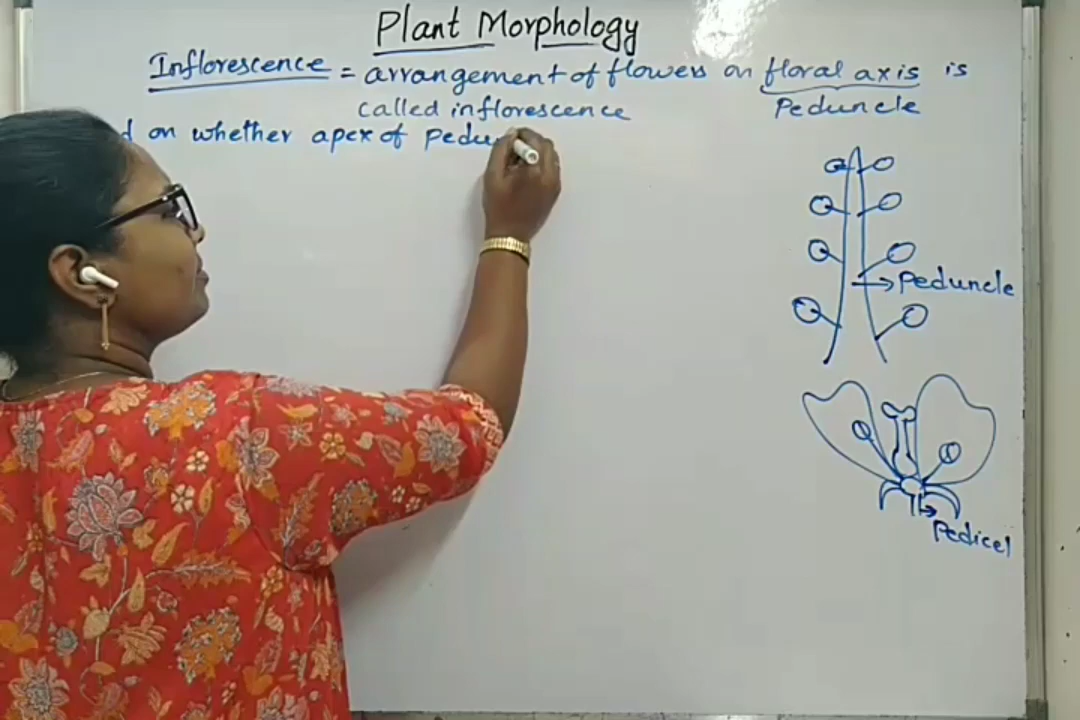 Plant Morphology
Inflorescence = arrangement of flowers on floral axis is
called inflorescence
Peduncle
on whether apex of pedu
Peduncle
Pedicel